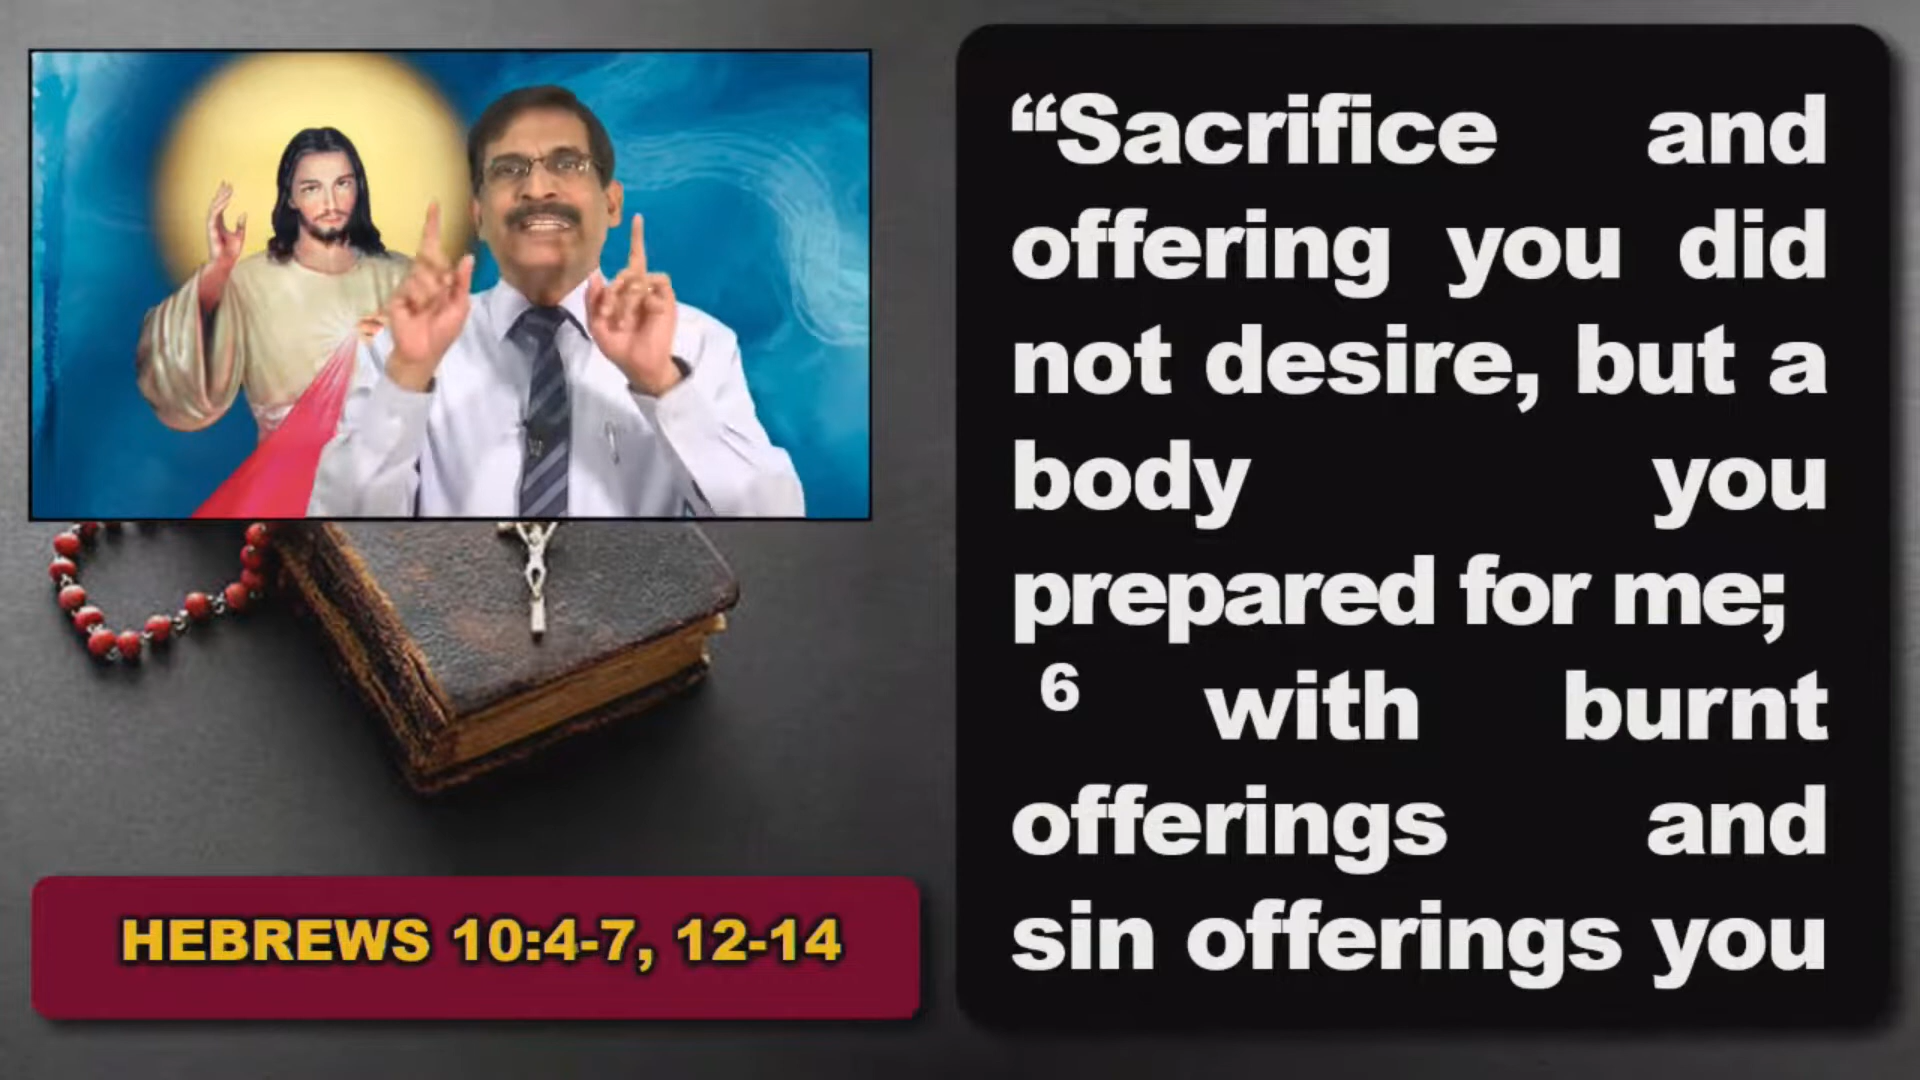 “Sacrifice and
offering you did
not desire, but a
body you
prepared for me;
6 with burnt
offerings and
sin offerings you
HEBREWS 10:4-7, 12-14